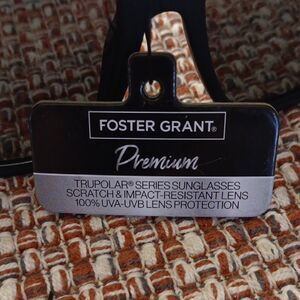 FOSTER GRANT®
Premium
TRUPOLAR® SERIES SUNGLASSES
SCRATCH & IMPACT-RESISTANT LENS
100% UVA-UVB LENS PROTECTION